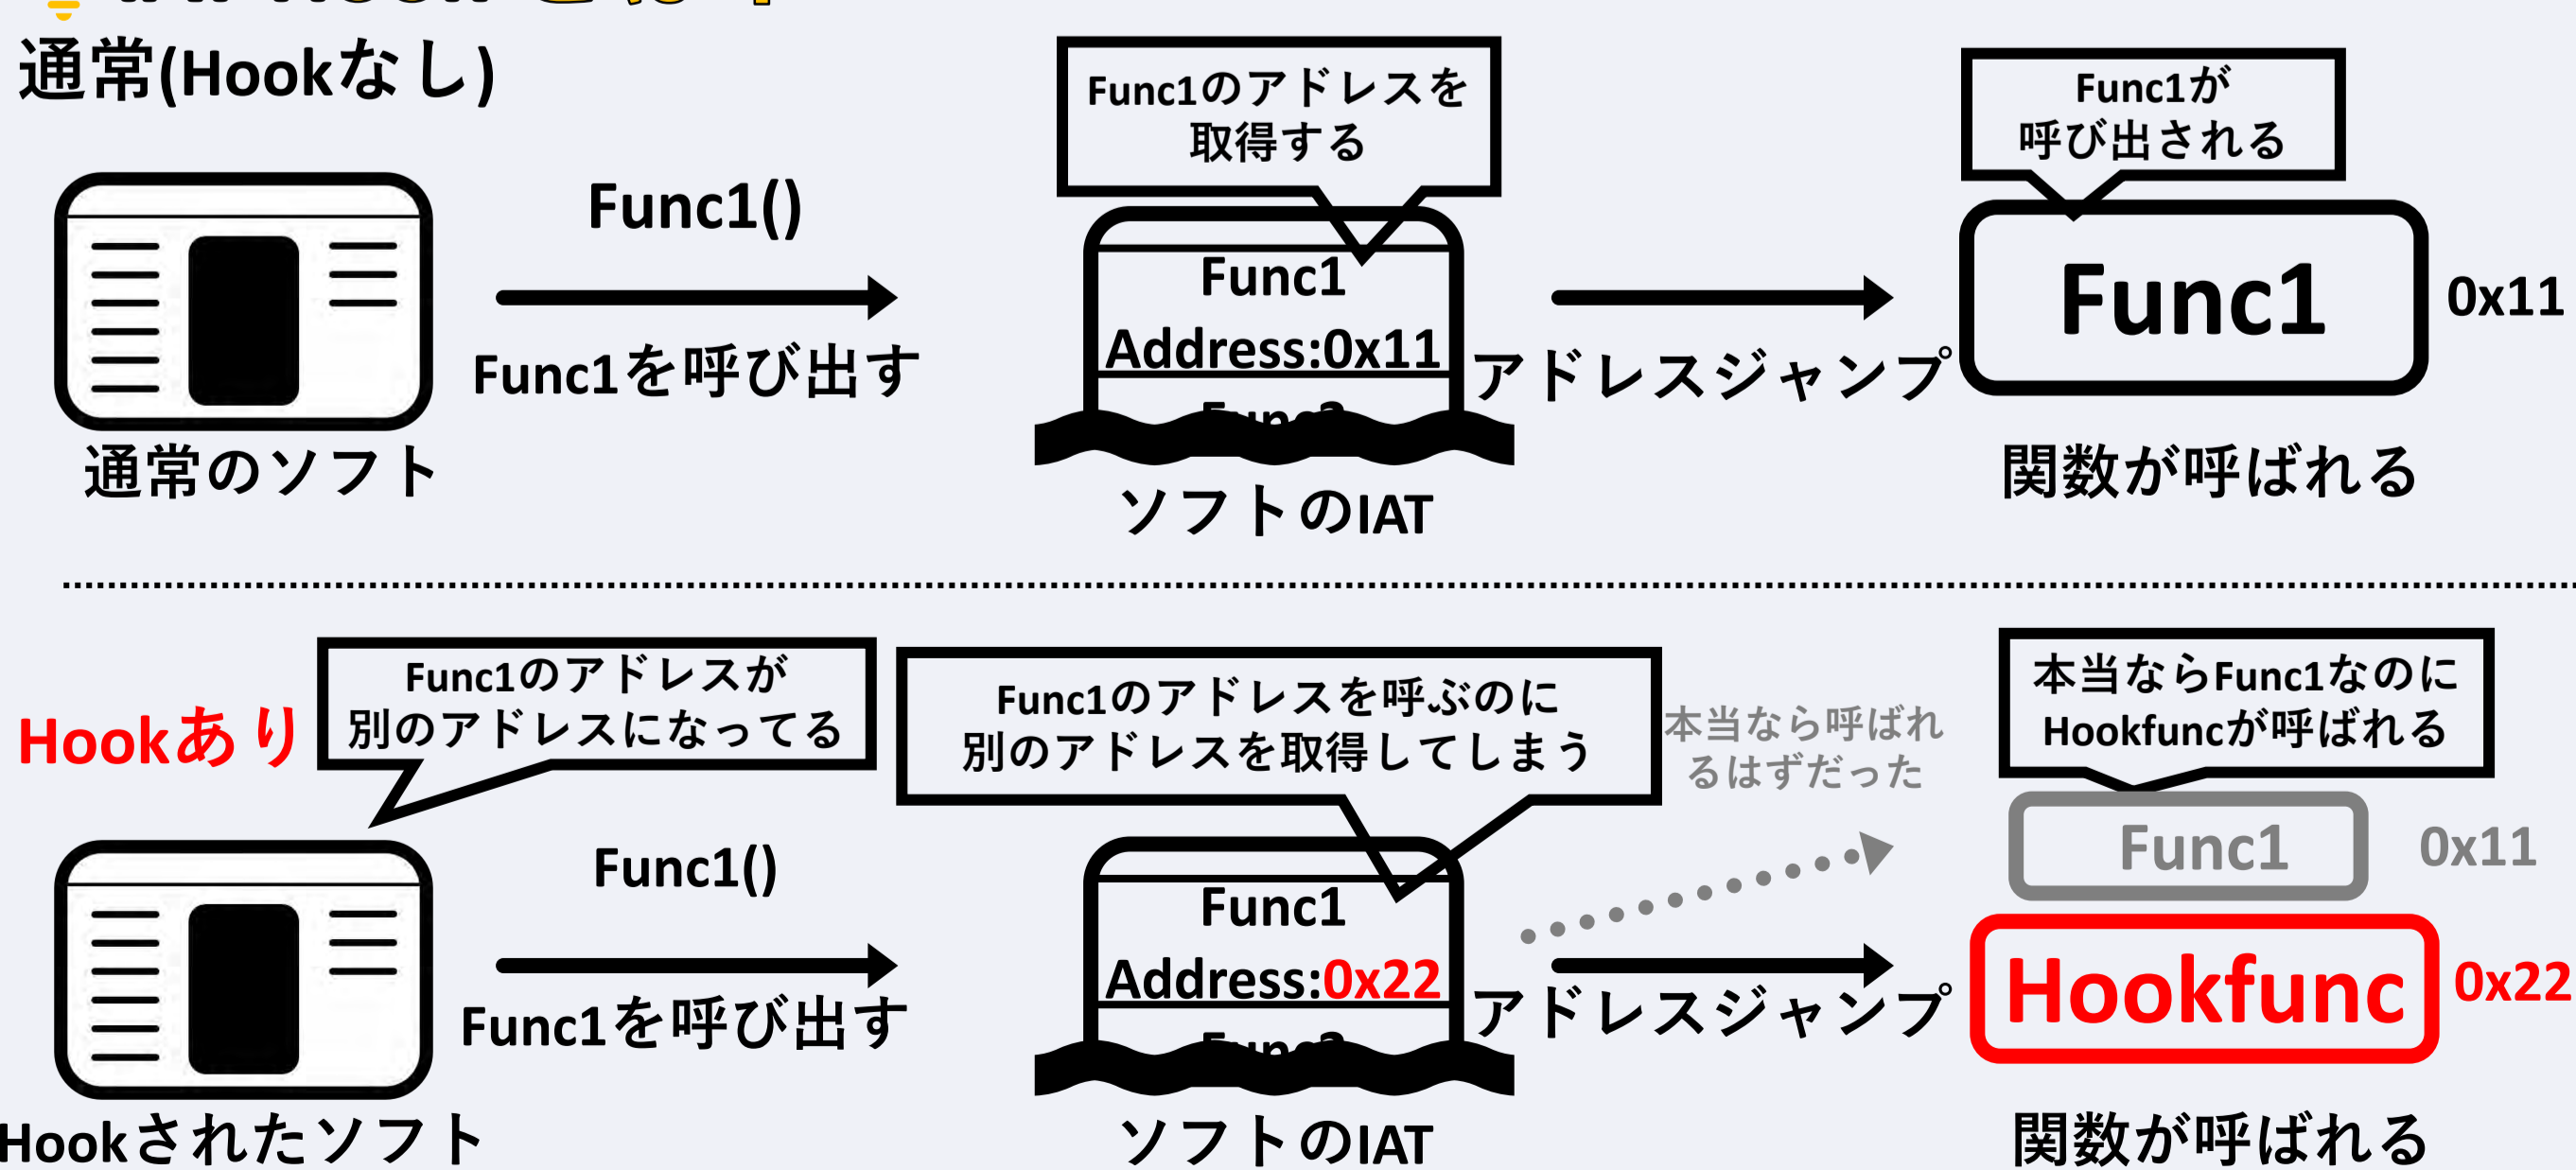 通常(Hookなし)
Func1のアドレスを
取得する
Func1が
呼び出される
Func1()
Func1を呼び出す
Func1
Address:0x11
アドレスジャンプ
Func1
0x11
通常のソフト
ソフトのIAT
関数が呼ばれる
Hookあり
Func1のアドレスが
別のアドレスになってる
Func1のアドレスを呼ぶのに
別のアドレスを取得してしまう
本当なら呼ばれ
るはずだった
本当ならFunc1なのに
Hookfuncが呼ばれる
Func1()
Func1を呼び出す
Func1
Address:0x22
アドレスジャンプ
Func1
0x11
Hookfunc
0x22
Hookされたソフト
ソフトのIAT
関数が呼ばれる